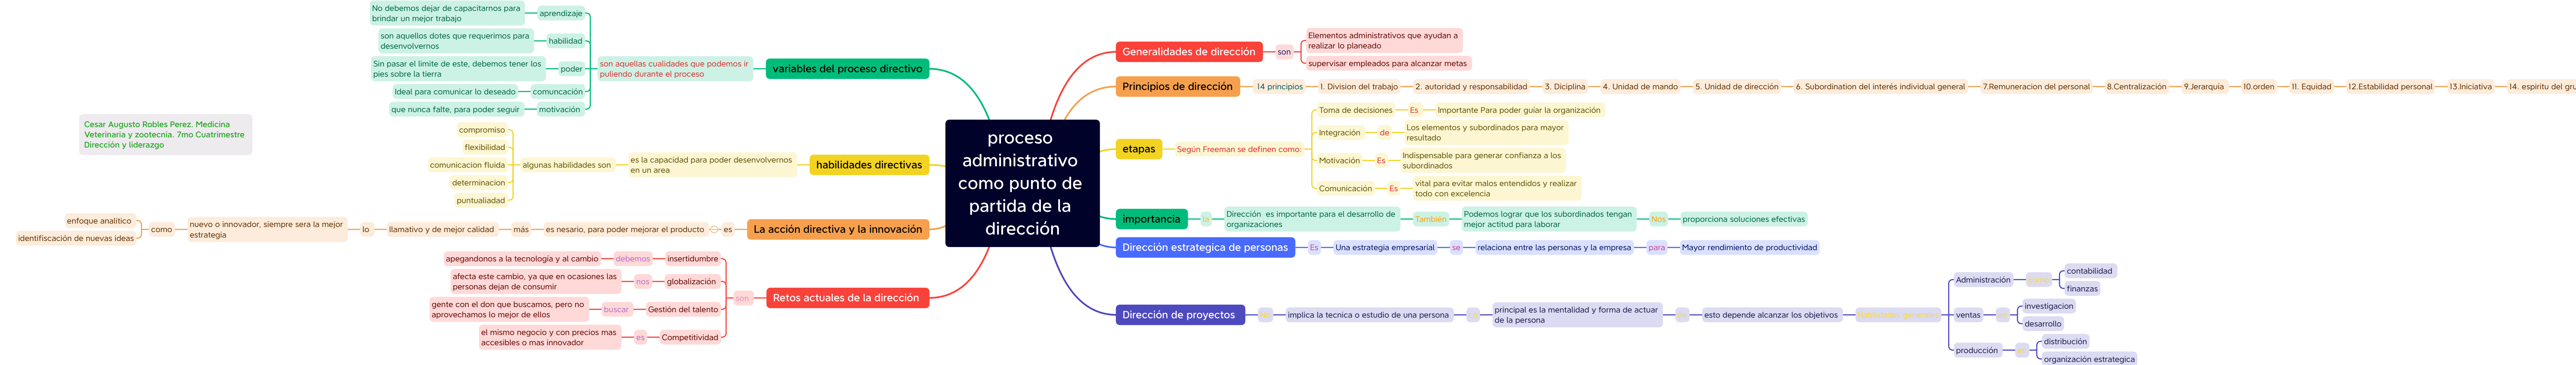 proceso
administrativo
como punto de
partida de la
dirección
Generalidades de dirección
son
Elementos administrativos que ayudan a
realizar lo planeado
supervisar empleados para alcanzar metas
Principios de dirección
14 principios
1. Division del trabajo
2. autoridad y responsabilidad
3. Diciplina
4. Unidad de mando
5. Unidad de dirección
6. Subordination del interés individual general
7.Remuneracion del personal
8.Centralización
9.Jerarquía
10.orden
11. Equidad
12.Estabilidad personal
13.Iniciativa
14. espiritu del gru
etapas
Según Freeman se definen como:
Toma de decisiones
Es
Importante Para poder guiar la organización
Integración
de
Los elementos y subordinados para mayor
resultado
Motivación
Es
Indispensable para generar confianza a los
subordinados
Comunicación
Es
vital para evitar malos entendidos y realizar
todo con excelencia
importancia
la
Dirección es importante para el desarrollo de
organizaciones
También
Podemos lograr que los subordinados tengan
mejor actitud para laborar
Nos
proporciona soluciones efectivas
Dirección estrategica de personas
Es
Una estrategia empresarial
se
relaciona entre las personas y la empresa
para
Mayor rendimiento de productividad
Dirección de proyectos
implica la tecnica o estudio de una persona
principal es la mentalidad y forma de actuar
de la persona
esto depende alcanzar los objetivos
Administración
contabilidad
finanzas
ventas
investigacion
desarrollo
producción
distribución
organización estrategica
variables del proceso directivo
son aquellas cualidades que podemos ir
puliendo durante el proceso
aprendizaje
No debemos dejar de capacitarnos para
brindar un mejor trabajo
habilidad
son aquellos dotes que requerimos para
desenvolvernos
poder
Sin pasar el limite de este, debemos tener los
pies sobre la tierra
comuncación
Ideal para comunicar lo deseado
motivación
que nunca falte, para poder seguir
Cesar Augusto Robles Perez. Medicina
Veterinaria y zootecnia. 7mo Cuatrimestre
Dirección y liderazgo
habilidades directivas
es la capacidad para poder desenvolvernos
en un area
algunas habilidades son
compromiso
flexibilidad
comunicacion fluida
determinacion
puntualiadad
La acción directiva y la innovación
es
es nesario, para poder mejorar el producto
más
llamativo y de mejor calidad
lo
nuevo o innovador, siempre sera la mejor
estrategia
como
enfoque analitico
identifiscación de nuevas ideas
Retos actuales de la dirección
son
insertidumbre
debemos
apegandonos a la tecnología y al cambio
globalización
nos
afecta este cambio, ya que en ocasiones las
personas dejan de consumir
Gestión del talento
buscar
gente con el don que buscamos, pero no
aprovechamos lo mejor de ellos
Competitividad
es
el mismo negocio y con precios mas
accesibles o mas innovador